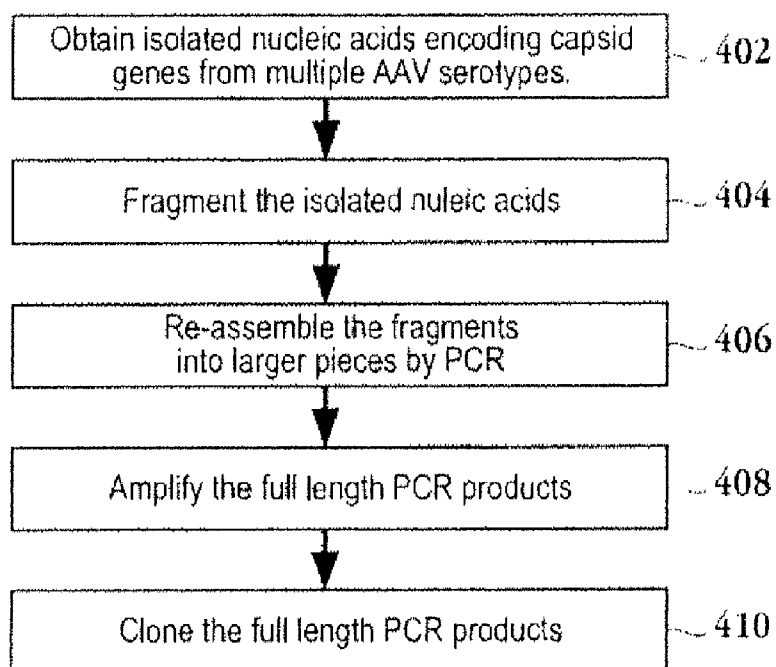 Obtain isolated nucleic acids encoding capsid
genes from multiple AAV serotypes.
402
Fragment the isolated nuleic acids
404
Re-assemble the fragments
into larger pieces by PCR
406
Amplify the full length PCR products
408
Clone the full length PCR products
410